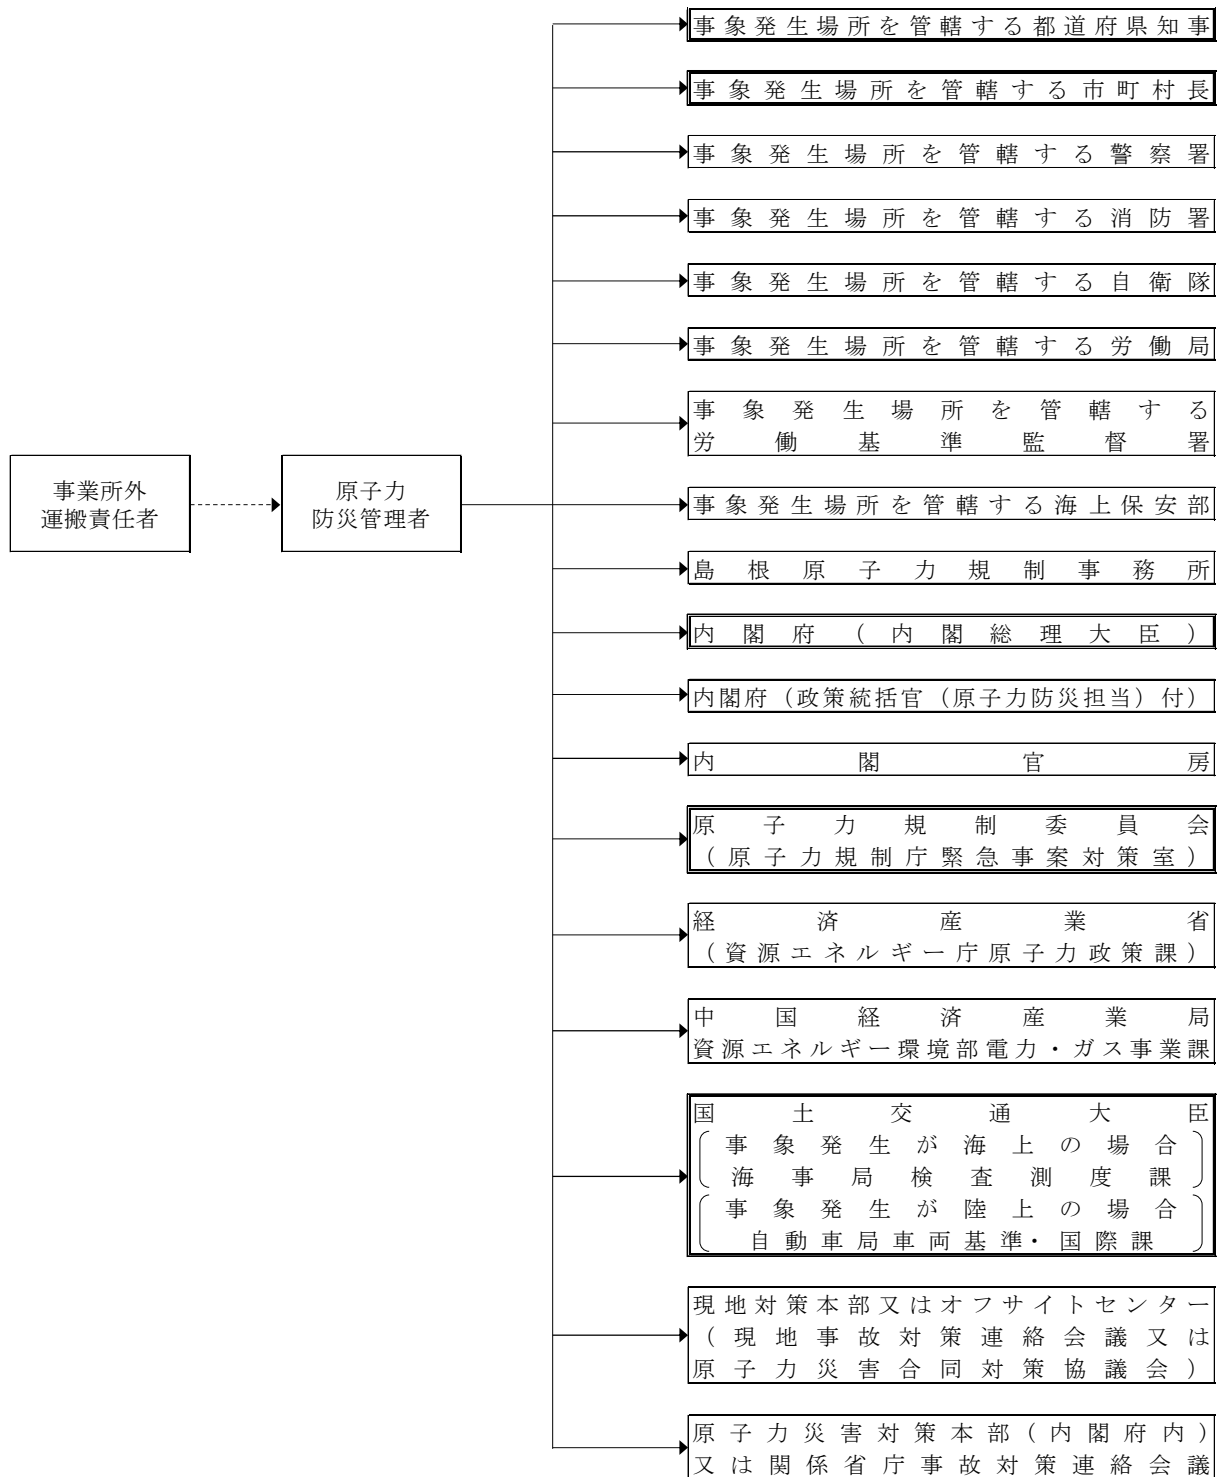 事象発生場所を管轄する都道府県知事
事象発生場所を管轄する市町村長
事象発生場所を管轄する警察署
事象発生場所を管轄する消防署
事象発生場所を管轄する自衛隊
事象発生場所を管轄する労働局
事象発生場所を管轄する
労働基準監督署
事業所外
運搬責任者
原子力
防災管理者
事象発生場所を管轄する海上保安部
島根原子力規制事務所
内閣府（内閣総理大臣）
内閣府（政策統括官（原子力防災担当）付）
内閣官房
原子力規制委員会
（原子力規制庁緊急事案対策室）
経済産業省
（資源エネルギー庁原子力政策課）
中国経済産業局
資源エネルギー環境部電力・ガス事業課
国土交通大臣
事象発生が海上の場合
海事局検査測度課
事象発生が陸上の場合
自動車局車両基準・国際課
現地対策本部又はオフサイトセンター
（現地事故対策連絡会議又は
原子力災害合同対策協議会）
原子力災害対策本部（内閣府内）
又は関係省庁事故対策連絡会議